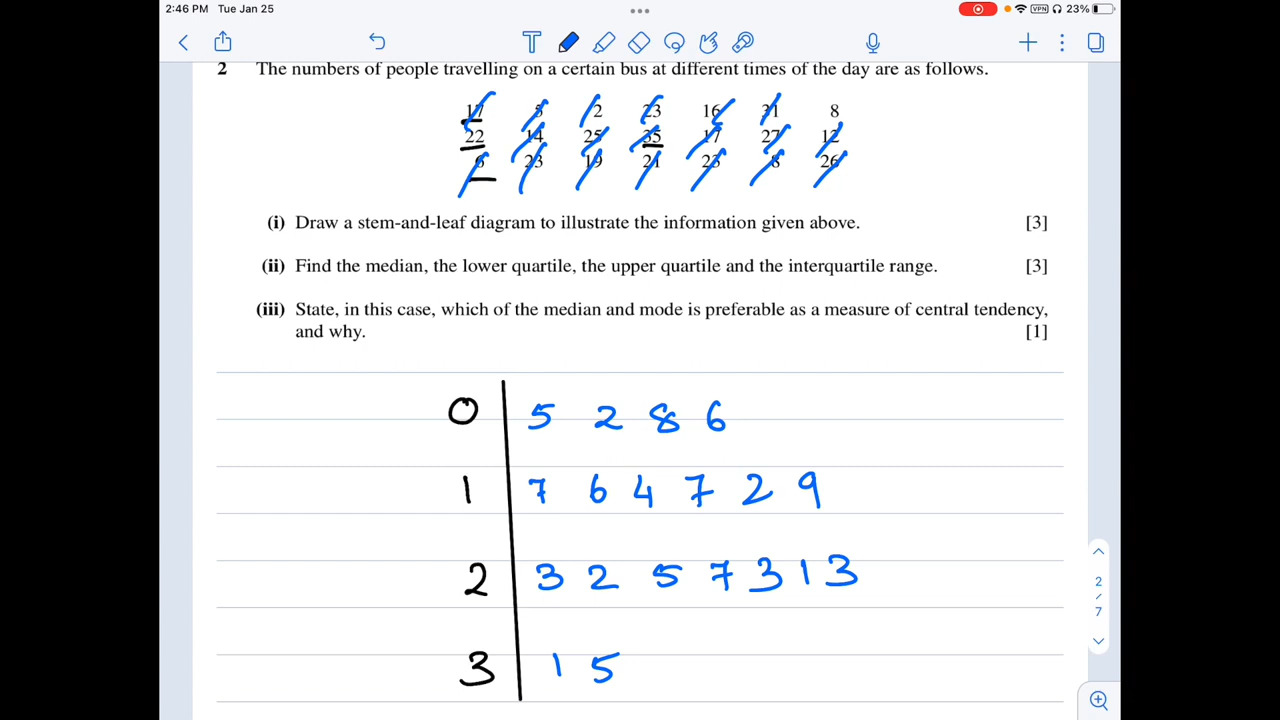 2:46 PM Tue Jan 25 VPN 23%
T
2 The numbers of people travelling on a certain bus at different times of the day are as follows.
17 5 2 23 16 31 8
22 14 25 35 17 27 12
6 23 19 21 23 8 26
(i) Draw a stem-and-leaf diagram to illustrate the information given above. [3]
(ii) Find the median, the lower quartile, the upper quartile and the interquartile range. [3]
(iii) State, in this case, which of the median and mode is preferable as a measure of central tendency,
and why. [1]
0 5 2 8 6
1 7 6 4 7 2 9
2 3 2 5 7 3 1 3
3 1 5
2 / 7